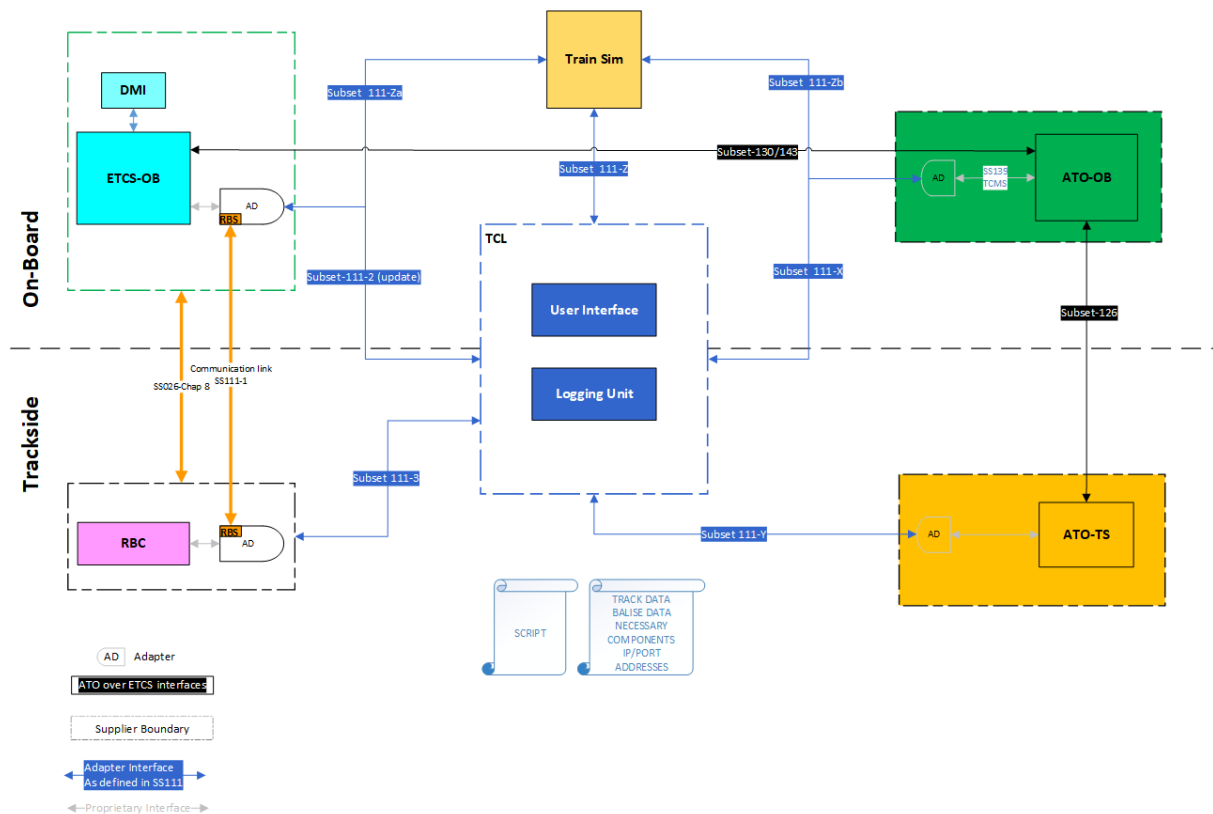 Train Sim
DMI
Subset 111-Za
Subset 111-Zb
Subset-130/143
ETCS-OB
Subset 111-Z
AD
SS139
TCMS
ATO-OB
AD
RBS
On-Board
TCL
Subset-111-2 (update)
Subset 111-X
User Interface
Subset-126
Communication link
SS111-1
SS026-Chap 8
Logging Unit
Trackside
Subset 111-3
RBS
RBC
AD
Subset 111-Y
AD
ATO-TS
SCRIPT
TRACK DATA
BALISE DATA
NECESSARY
COMPONENTS
IP/PORT
ADDRESSES
AD
Adapter
ATO over ETCS interfaces
Supplier Boundary
Adapter Interface
As defined in SS111
Proprietary Interface